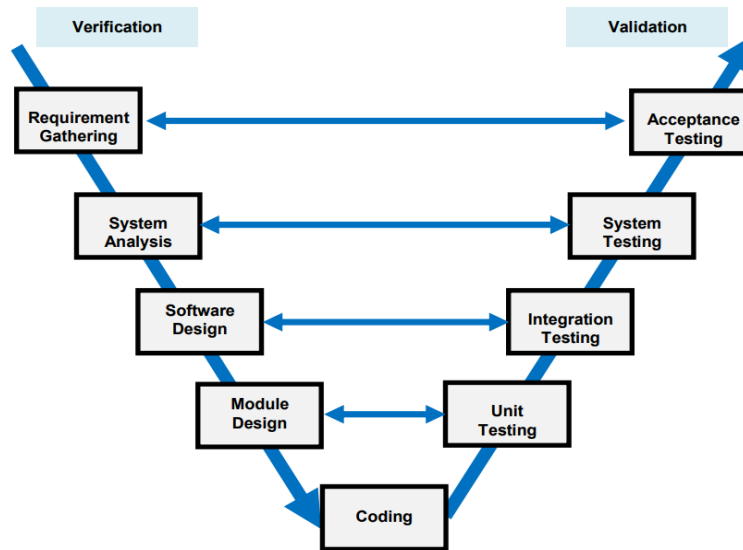 Verification
Validation
Requirement
Gathering
Acceptance
Testing
System
Analysis
System
Testing
Software
Design
Integration
Testing
Module
Design
Unit
Testing
Coding